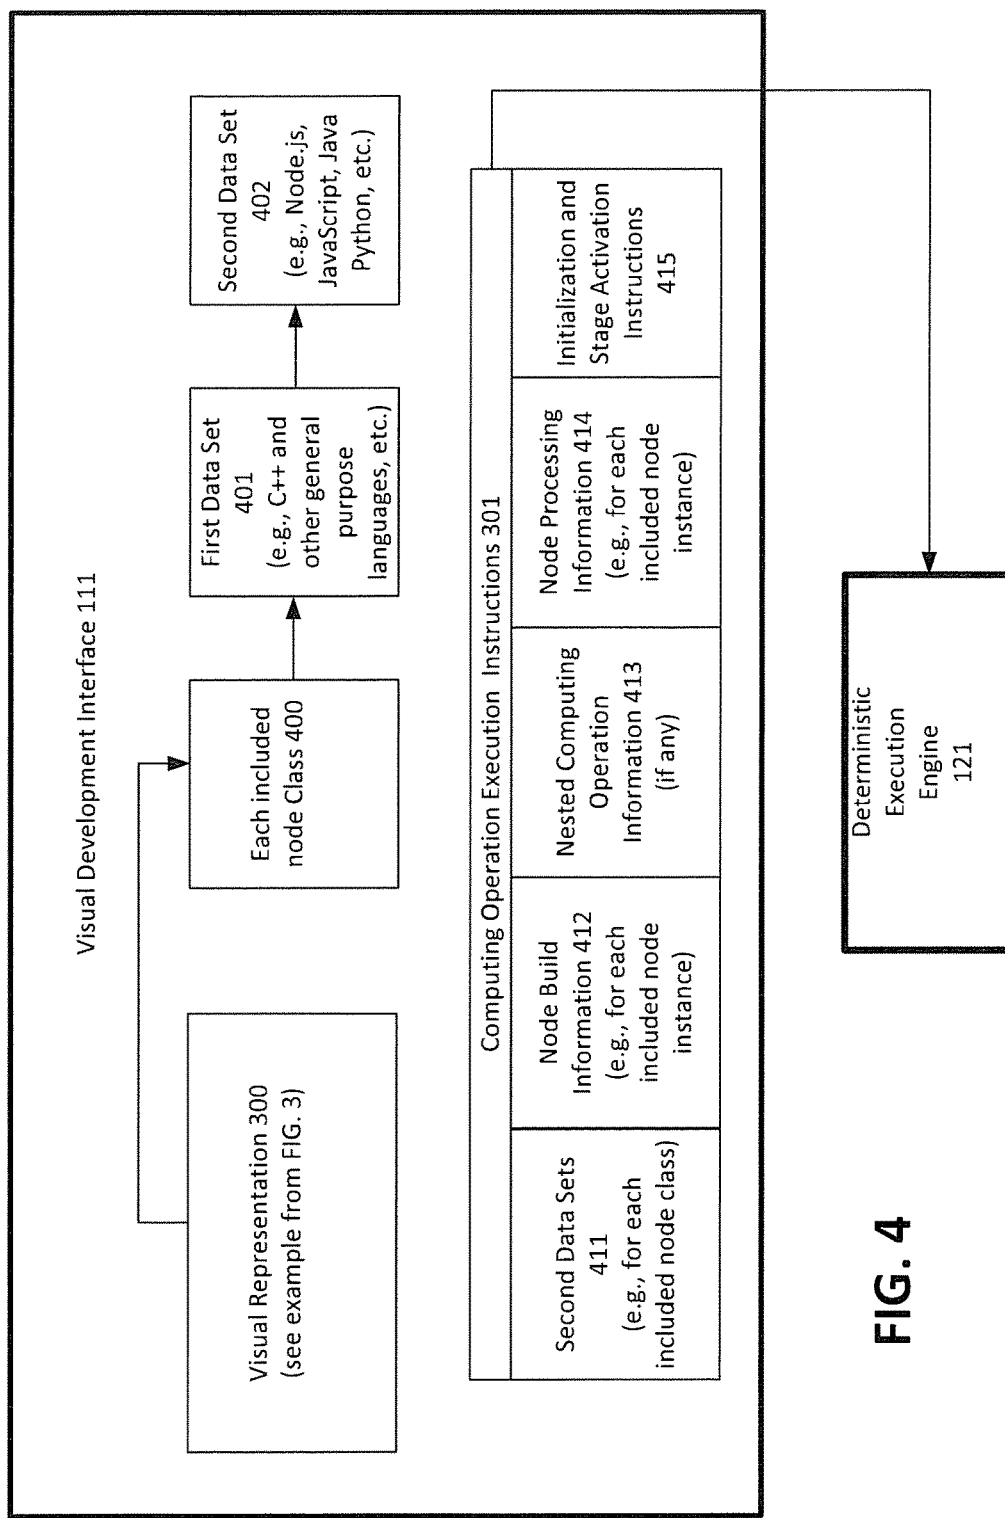 Visual Development Interface 111
Visual Representation 300
(see example from FIG. 3)
Each included
node Class 400
First Data Set
401
(e.g., C++ and
other general
purpose
languages, etc.)
Second Data Set
402
(e.g., Node.js,
JavaScript, Java
Python, etc.)
Computing Operation Execution Instructions 301
Second Data Sets
411
(e.g., for each
included node class)
Node Build
Information 412
(e.g., for each
included node
instance)
Nested Computing
Operation
Information 413
(if any)
Node Processing
Information 414
(e.g., for each
included node
instance)
Initialization and
Stage Activation
Instructions
415
Deterministic
Execution
Engine
121
FIG. 4